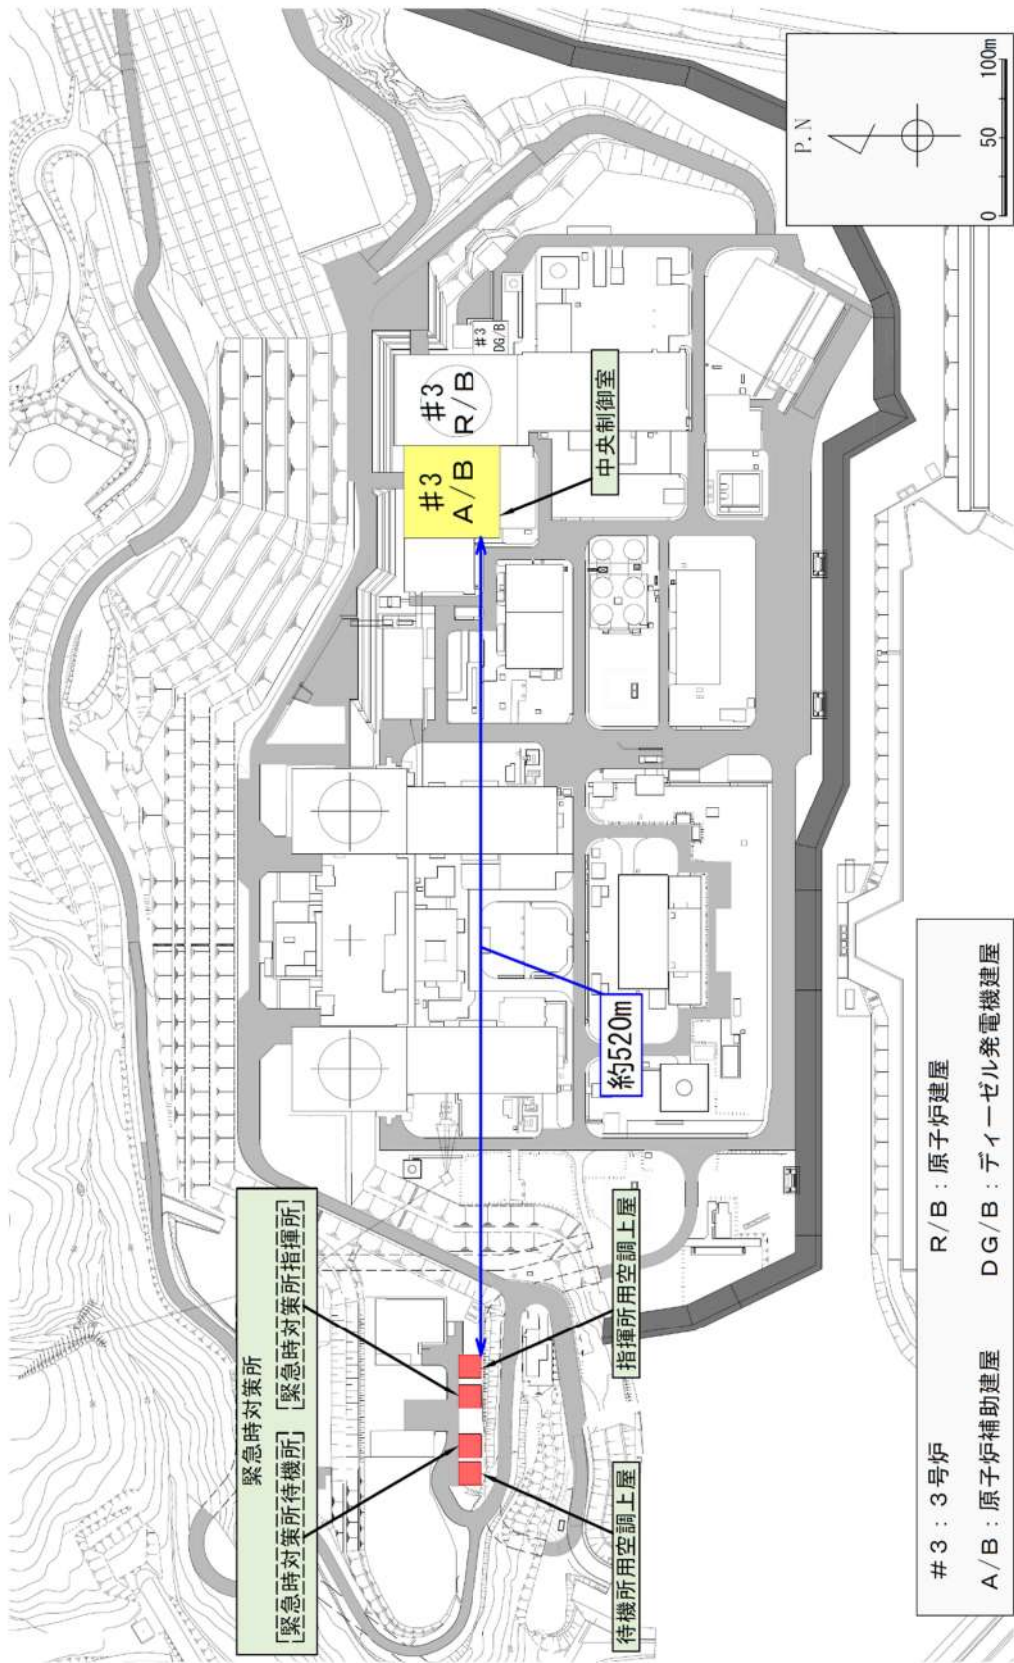 緊急時対策所
[緊急時対策所待機所]
[緊急時対策所指揮所]
待機所用空調上屋
指揮所用空調上屋
約520m
#3
A/B
#3
R/B
#3
DG/B
中央制御室
P.N
0 50 100m
#3:3号炉
R/B:原子炉建屋
A/B:原子炉補助建屋
DG/B:ディーゼル発電機建屋